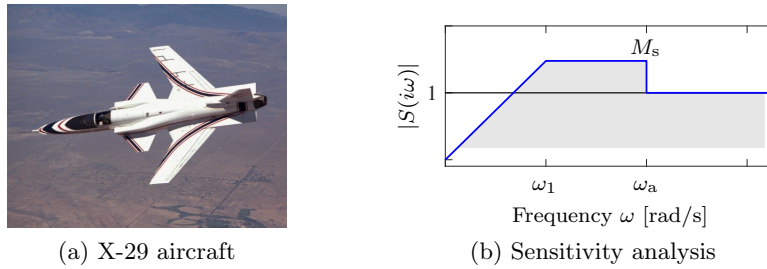 M_s
|S(iω)|
1
ω_1
ω_a
Frequency ω [rad/s]
(a) X-29 aircraft
(b) Sensitivity analysis